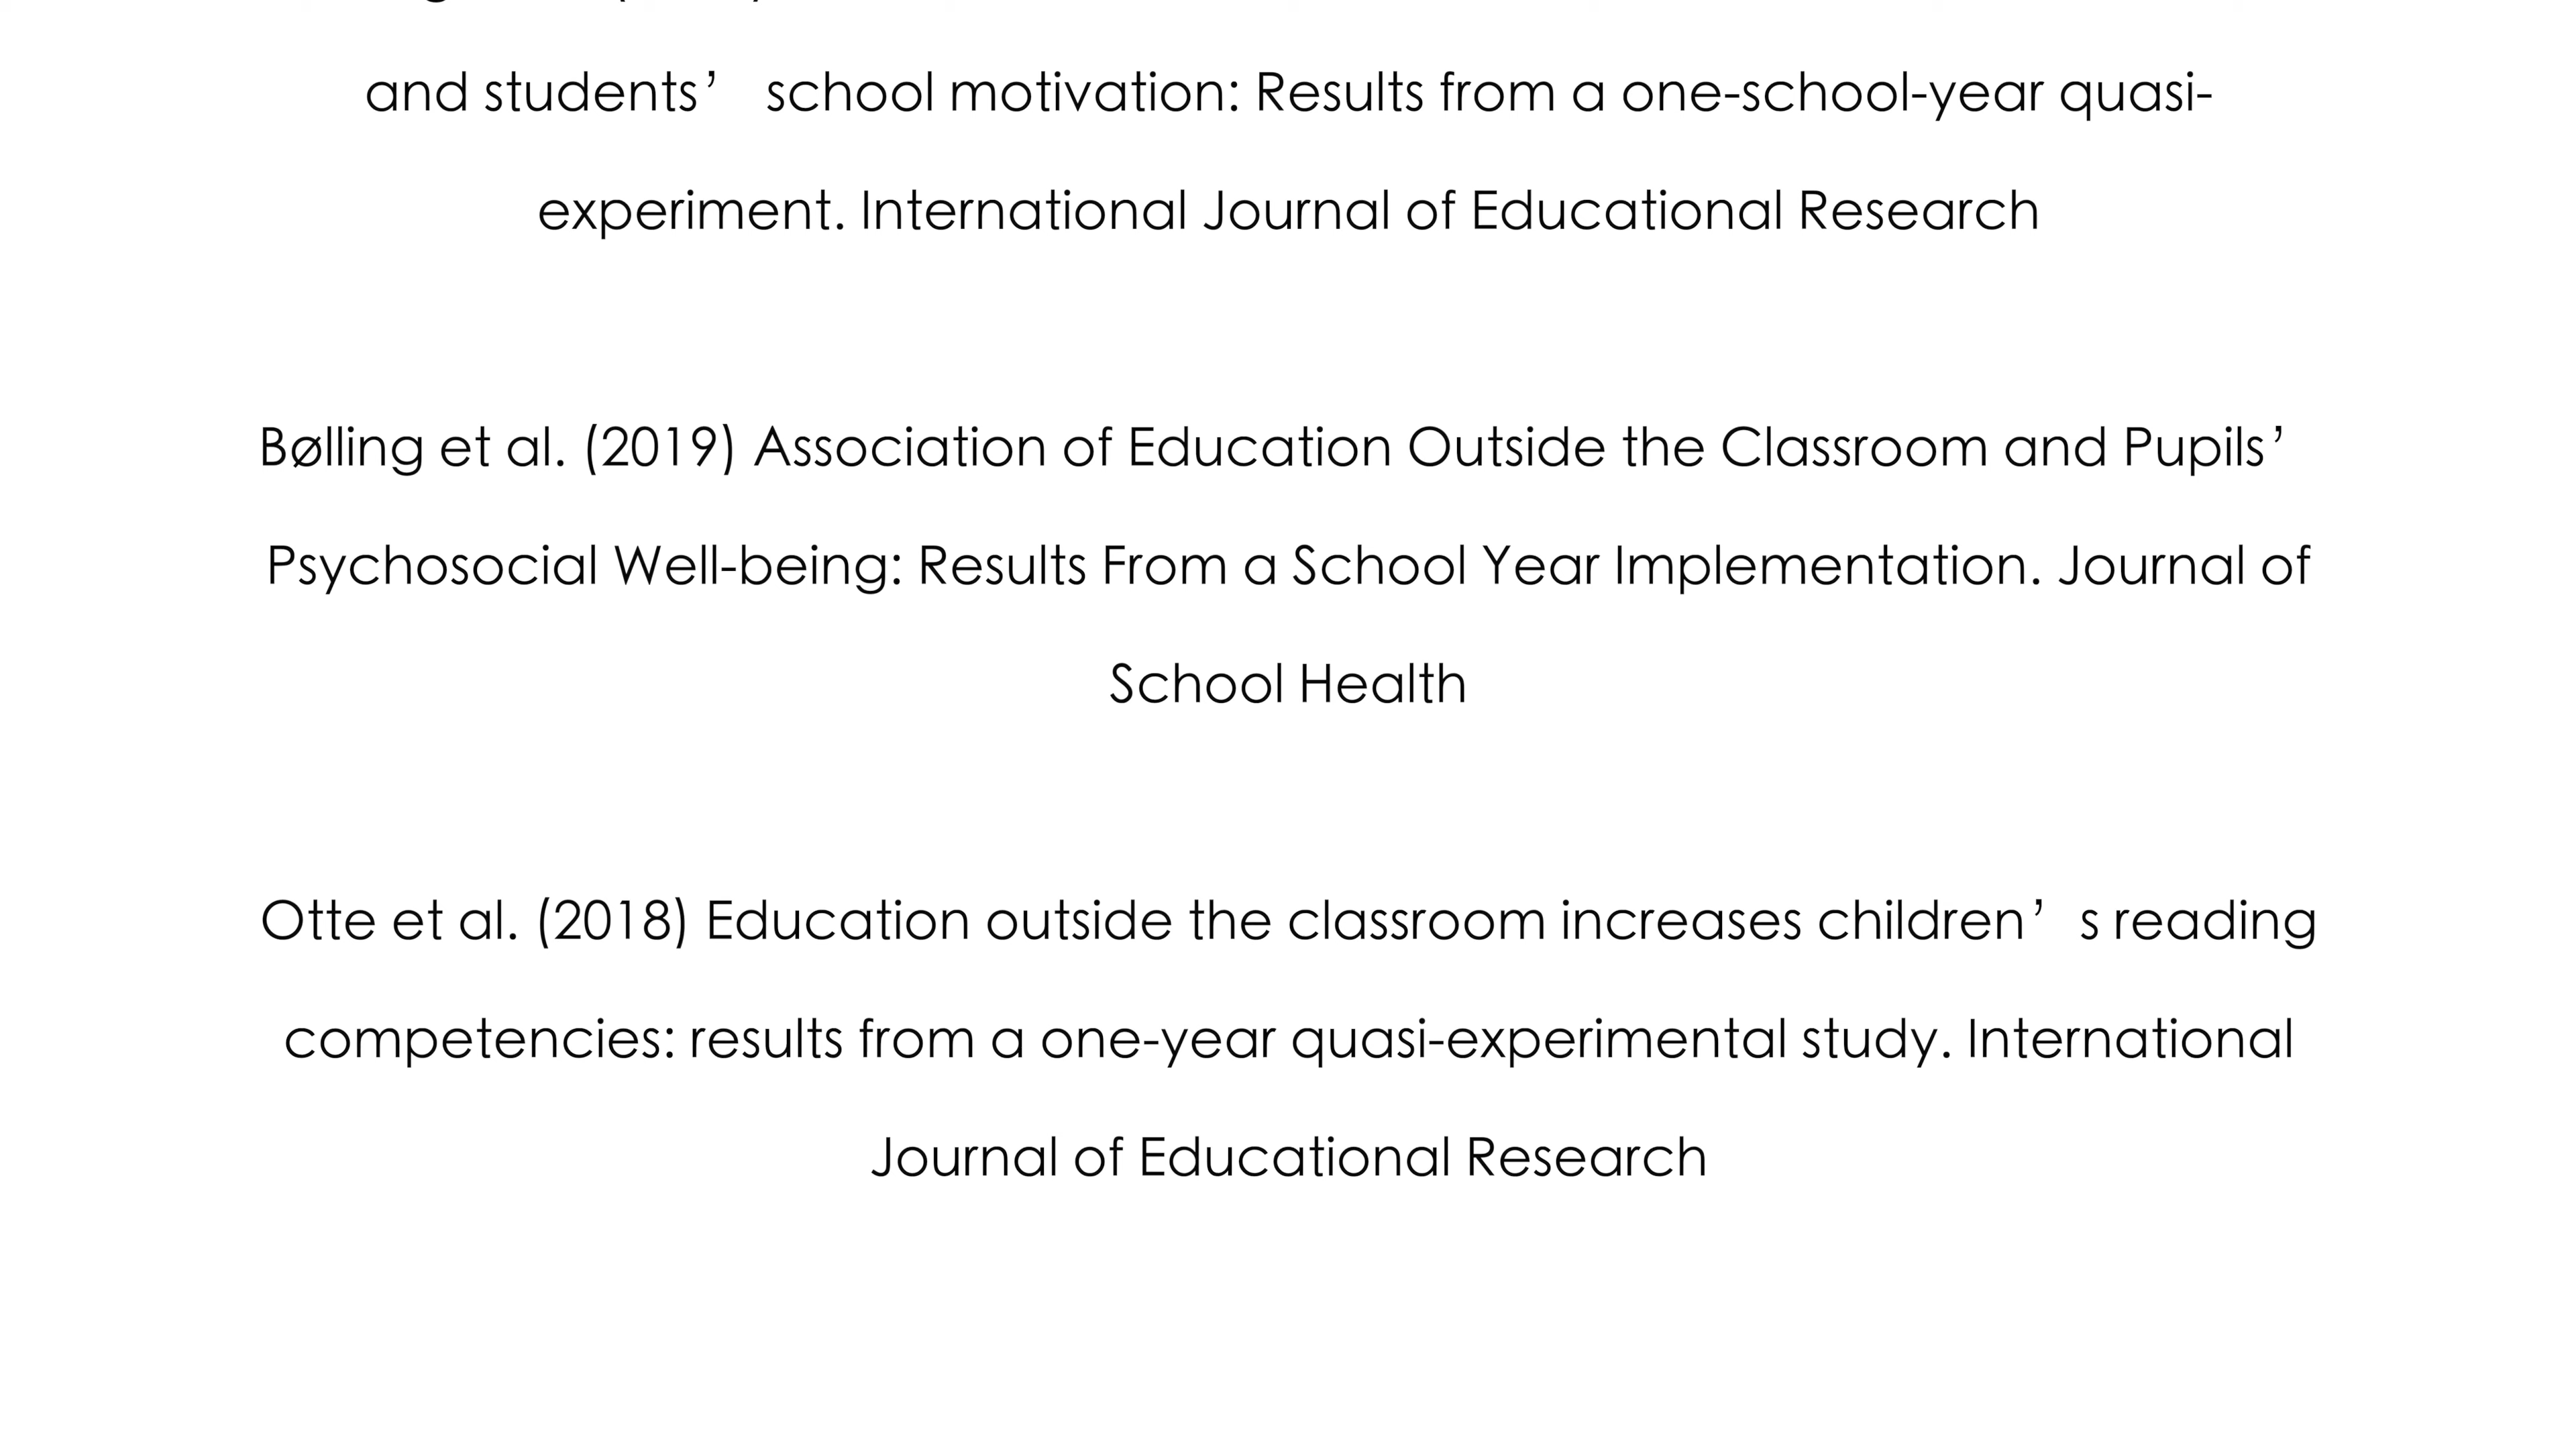 and students’ school motivation: Results from a one-school-year quasi-
experiment. International Journal of Educational Research
Bølling et al. (2019) Association of Education Outside the Classroom and Pupils’
Psychosocial Well-being: Results From a School Year Implementation. Journal of
School Health
Otte et al. (2018) Education outside the classroom increases children’s reading
competencies: results from a one-year quasi-experimental study. International
Journal of Educational Research